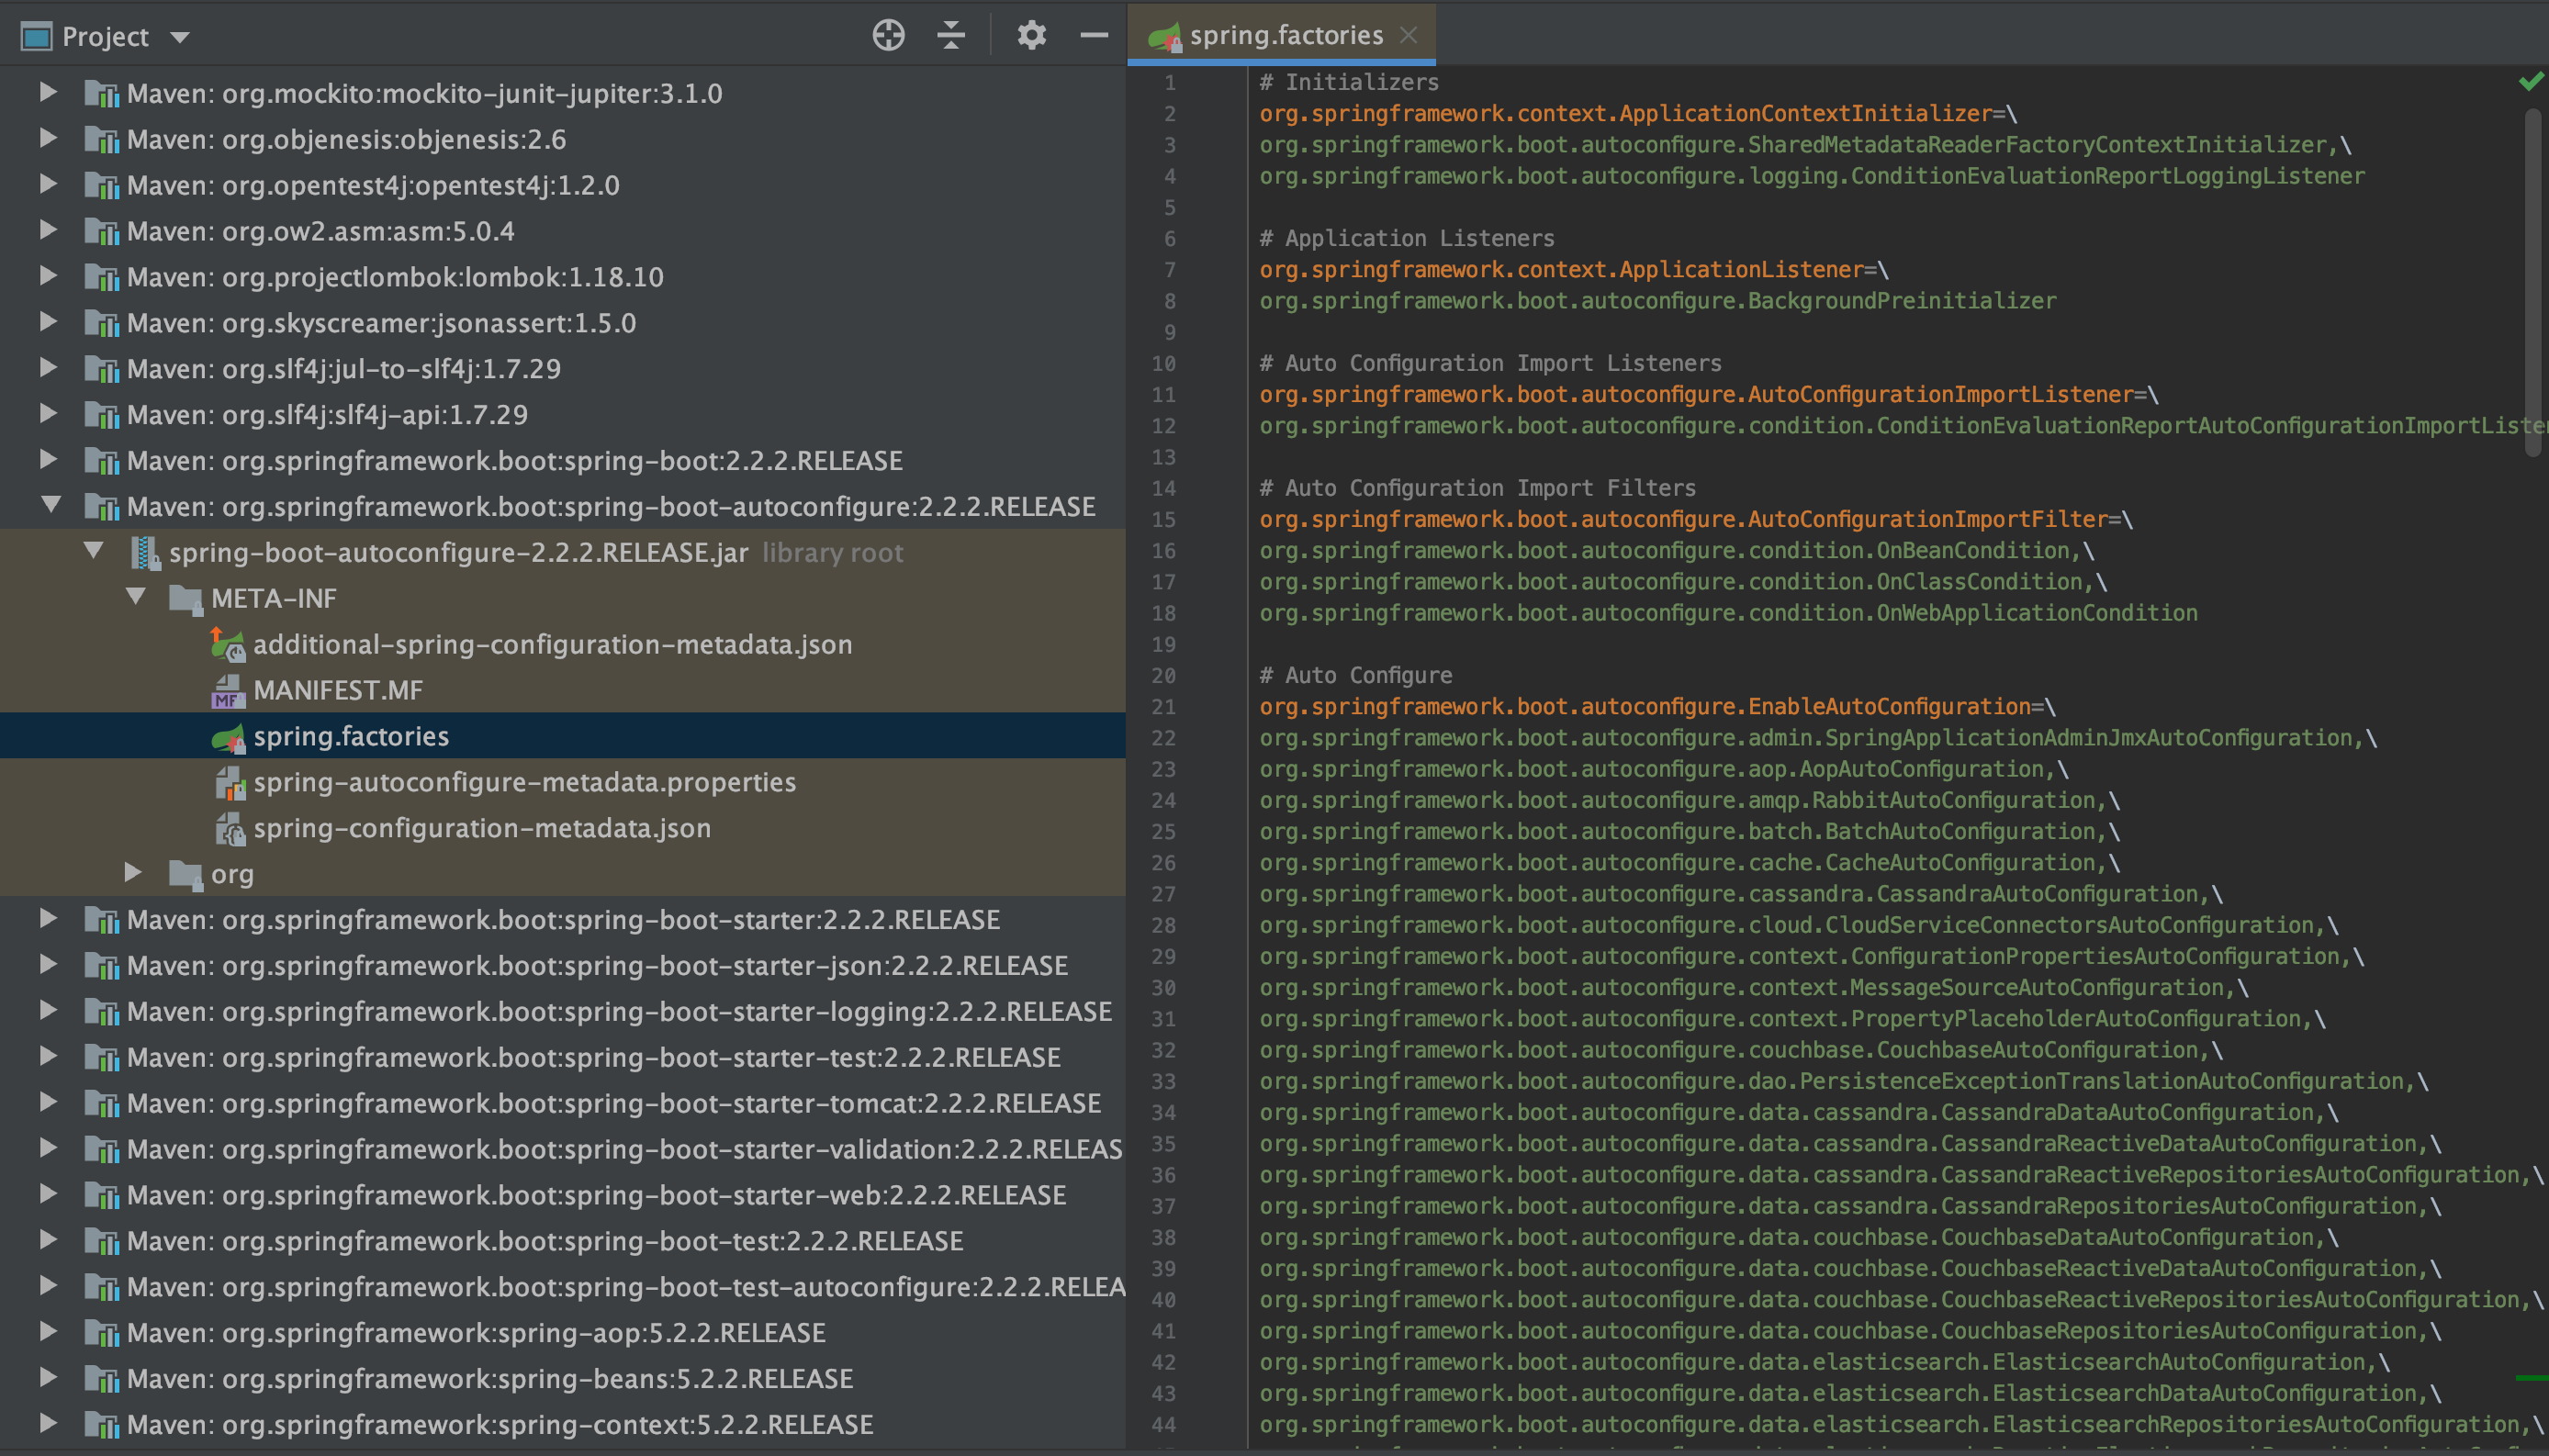 Project
Maven: org.mockito:mockito-junit-jupiter:3.1.0
Maven: org.objenesis:objenesis:2.6
Maven: org.opentest4j:opentest4j:1.2.0
Maven: org.ow2.asm:asm:5.0.4
Maven: org.projectlombok:lombok:1.18.10
Maven: org.skyscreamer:jsonassert:1.5.0
Maven: org.slf4j:jul-to-slf4j:1.7.29
Maven: org.slf4j:slf4j-api:1.7.29
Maven: org.springframework.boot:spring-boot:2.2.2.RELEASE
Maven: org.springframework.boot:spring-boot-autoconfigure:2.2.2.RELEASE
spring-boot-autoconfigure-2.2.2.RELEASE.jar library root
META-INF
additional-spring-configuration-metadata.json
MF MANIFEST.MF
spring.factories
spring-autoconfigure-metadata.properties
spring-configuration-metadata.json
org
Maven: org.springframework.boot:spring-boot-starter:2.2.2.RELEASE
Maven: org.springframework.boot:spring-boot-starter-json:2.2.2.RELEASE
Maven: org.springframework.boot:spring-boot-starter-logging:2.2.2.RELEASE
Maven: org.springframework.boot:spring-boot-starter-test:2.2.2.RELEASE
Maven: org.springframework.boot:spring-boot-starter-tomcat:2.2.2.RELEASE
Maven: org.springframework.boot:spring-boot-starter-validation:2.2.2.RELEAS
Maven: org.springframework.boot:spring-boot-starter-web:2.2.2.RELEASE
Maven: org.springframework.boot:spring-boot-test:2.2.2.RELEASE
Maven: org.springframework.boot:spring-boot-test-autoconfigure:2.2.2.RELEA
Maven: org.springframework:spring-aop:5.2.2.RELEASE
Maven: org.springframework:spring-beans:5.2.2.RELEASE
Maven: org.springframework:spring-context:5.2.2.RELEASE
spring.factories
1 # Initializers
2 org.springframework.context.ApplicationContextInitializer=\
3 org.springframework.boot.autoconfigure.SharedMetadataReaderFactoryContextInitializer,\
4 org.springframework.boot.autoconfigure.logging.ConditionEvaluationReportLoggingListener
5
6 # Application Listeners
7 org.springframework.context.ApplicationListener=\
8 org.springframework.boot.autoconfigure.BackgroundPreinitializer
9
10 # Auto Configuration Import Listeners
11 org.springframework.boot.autoconfigure.AutoConfigurationImportListener=\
12 org.springframework.boot.autoconfigure.condition.ConditionEvaluationReportAutoConfigurationImportListe
13
14 # Auto Configuration Import Filters
15 org.springframework.boot.autoconfigure.AutoConfigurationImportFilter=\
16 org.springframework.boot.autoconfigure.condition.OnBeanCondition,\
17 org.springframework.boot.autoconfigure.condition.OnClassCondition,\
18 org.springframework.boot.autoconfigure.condition.OnWebApplicationCondition
19
20 # Auto Configure
21 org.springframework.boot.autoconfigure.EnableAutoConfiguration=\
22 org.springframework.boot.autoconfigure.admin.SpringApplicationAdminJmxAutoConfiguration,\
23 org.springframework.boot.autoconfigure.aop.AopAutoConfiguration,\
24 org.springframework.boot.autoconfigure.amqp.RabbitAutoConfiguration,\
25 org.springframework.boot.autoconfigure.batch.BatchAutoConfiguration,\
26 org.springframework.boot.autoconfigure.cache.CacheAutoConfiguration,\
27 org.springframework.boot.autoconfigure.cassandra.CassandraAutoConfiguration,\
28 org.springframework.boot.autoconfigure.cloud.CloudServiceConnectorsAutoConfiguration,\
29 org.springframework.boot.autoconfigure.context.ConfigurationPropertiesAutoConfiguration,\
30 org.springframework.boot.autoconfigure.context.MessageSourceAutoConfiguration,\
31 org.springframework.boot.autoconfigure.context.PropertyPlaceholderAutoConfiguration,\
32 org.springframework.boot.autoconfigure.couchbase.CouchbaseAutoConfiguration,\
33 org.springframework.boot.autoconfigure.dao.PersistenceExceptionTranslationAutoConfiguration,\
34 org.springframework.boot.autoconfigure.data.cassandra.CassandraDataAutoConfiguration,\
35 org.springframework.boot.autoconfigure.data.cassandra.CassandraReactiveDataAutoConfiguration,\
36 org.springframework.boot.autoconfigure.data.cassandra.CassandraReactiveRepositoriesAutoConfiguration,\
37 org.springframework.boot.autoconfigure.data.cassandra.CassandraRepositoriesAutoConfiguration,\
38 org.springframework.boot.autoconfigure.data.couchbase.CouchbaseDataAutoConfiguration,\
39 org.springframework.boot.autoconfigure.data.couchbase.CouchbaseReactiveDataAutoConfiguration,\
40 org.springframework.boot.autoconfigure.data.couchbase.CouchbaseReactiveRepositoriesAutoConfiguration,\
41 org.springframework.boot.autoconfigure.data.couchbase.CouchbaseRepositoriesAutoConfiguration,\
42 org.springframework.boot.autoconfigure.data.elasticsearch.ElasticsearchAutoConfiguration,\
43 org.springframework.boot.autoconfigure.data.elasticsearch.ElasticsearchDataAutoConfiguration,\
44 org.springframework.boot.autoconfigure.data.elasticsearch.ElasticsearchRepositoriesAutoConfiguration,\